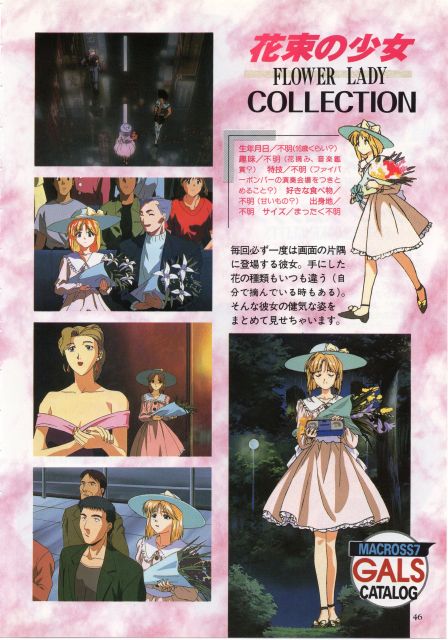 花束の少女
FLOWER LADY
COLLECTION
生年月日/不明(16歳くらい?)
趣味/不明(花摘み、音楽鑑
賞?) 特技/不明(ファイバ
ーボンバーの演奏会場をつきと
めること?) 好きな食べ物/
不明(甘いもの?) 出身地/
不明 サイズ/まったく不明
毎回必ず一度は画面の片隅
に登場する彼女。手にした
花の種類もいつも違う(自
分で摘んでいる時もある)。
そんな彼女の健気な姿を
まとめて見せちゃいます。
MACROSS7
GALS
CATALOG
46